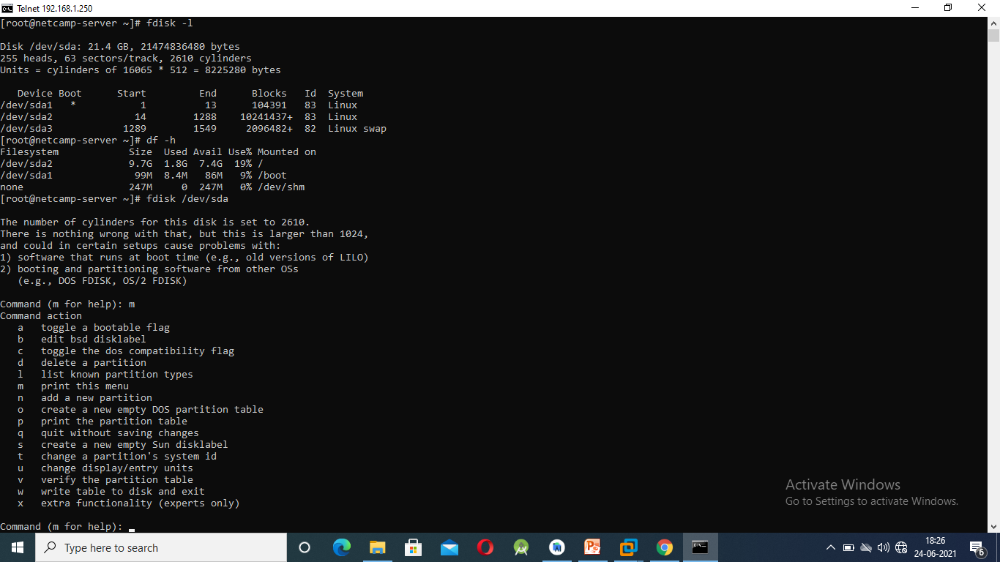 Telnet 192.168.1.250
[root@netcamp-server ~]# fdisk -l
Disk /dev/sda: 21.4 GB, 21474836480 bytes
255 heads, 63 sectors/track, 2610 cylinders
Units = cylinders of 16065 * 512 = 8225280 bytes
Device Boot Start End Blocks Id System
/dev/sda1 * 1 13 104391 83 Linux
/dev/sda2 14 1288 10241437+ 83 Linux
/dev/sda3 1289 1549 2096482+ 82 Linux swap
[root@netcamp-server ~]# df -h
Filesystem Size Used Avail Use% Mounted on
/dev/sda2 9.7G 1.8G 7.4G 19% /
/dev/sda1 99M 8.4M 86M 9% /boot
none 247M 0 247M 0% /dev/shm
[root@netcamp-server ~]# fdisk /dev/sda
The number of cylinders for this disk is set to 2610.
There is nothing wrong with that, but this is larger than 1024,
and could in certain setups cause problems with:
1) software that runs at boot time (e.g., old versions of LILO)
2) booting and partitioning software from other OSs
(e.g., DOS FDISK, OS/2 FDISK)
Command (m for help): m
Command action
a toggle a bootable flag
b edit bsd disklabel
c toggle the dos compatibility flag
d delete a partition
l list known partition types
m print this menu
n add a new partition
o create a new empty DOS partition table
p print the partition table
q quit without saving changes
s create a new empty Sun disklabel
t change a partition's system id
u change display/entry units
v verify the partition table
w write table to disk and exit
x extra functionality (experts only)
Command (m for help):
Activate Windows
Go to Settings to activate Windows.
Type here to search
18:26
24-06-2021
6